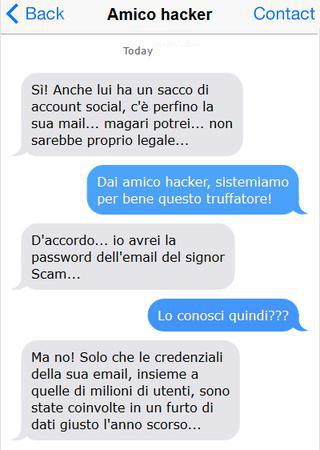 Back Amico hacker Contact
Today
Sì! Anche lui ha un sacco di
account social, c'è perfino la
sua mail... magari potrei... non
sarebbe proprio legale...
Dai amico hacker, sistemiamo
per bene questo truffatore!
D'accordo... io avrei la
password dell'email del signor
Scam...
Lo conosci quindi???
Ma no! Solo che le credenziali
della sua email, insieme a
quelle di milioni di utenti, sono
state coinvolte in un furto di
dati giusto l'anno scorso...